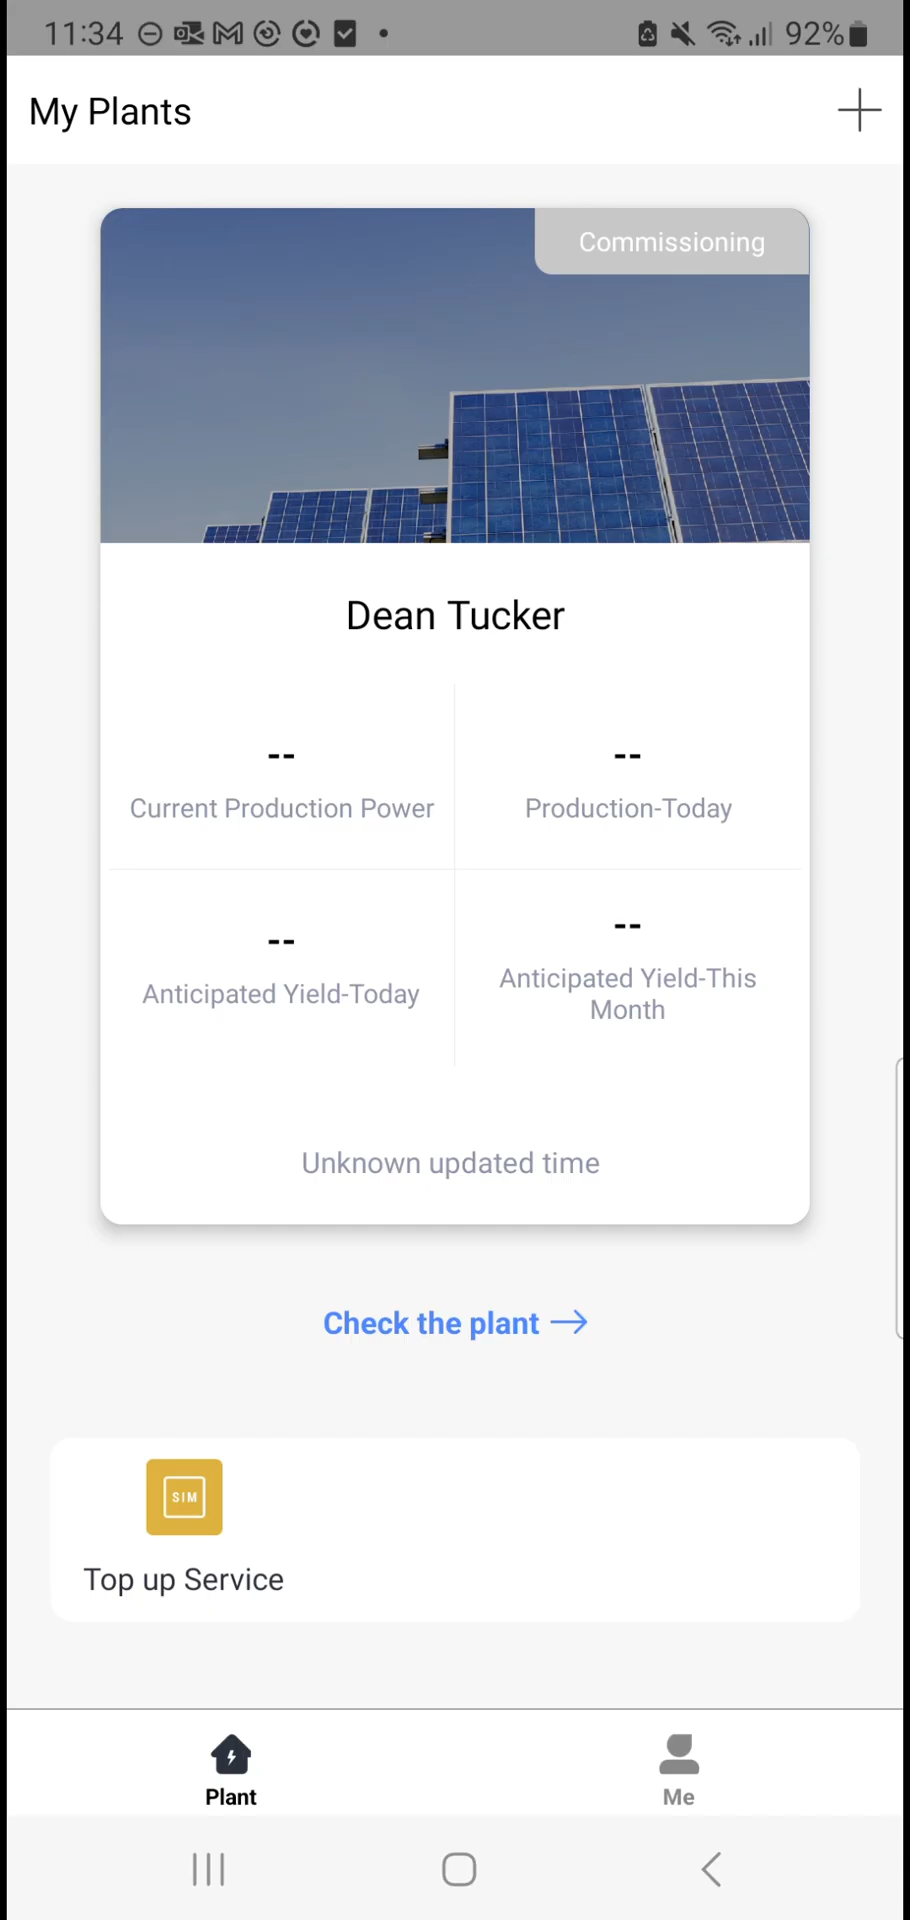 11:34
92%
My Plants
Commissioning
Dean Tucker
--
--
Current Production Power
Production-Today
--
--
Anticipated Yield-Today
Anticipated Yield-This
Month
Unknown updated time
Check the plant
SIM
Top up Service
Plant
Me